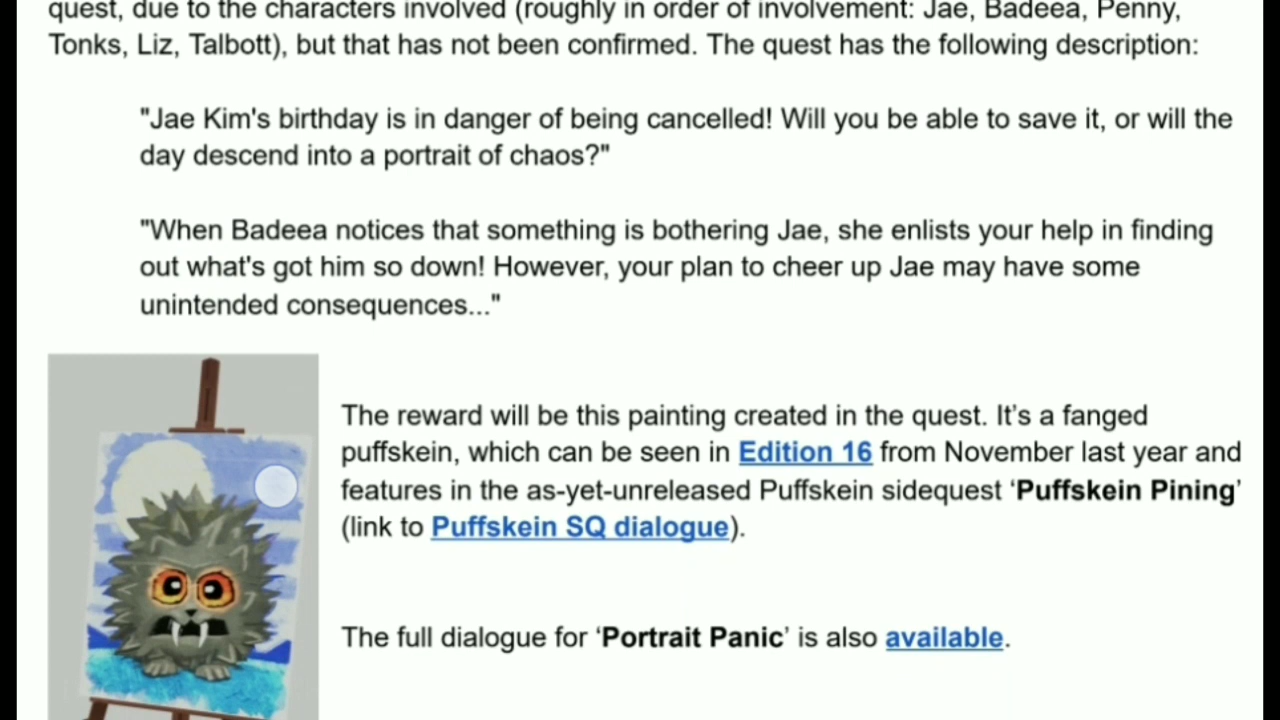 quest, due to the characters involved (roughly in order of involvement: Jae, Badeea, Penny,
Tonks, Liz, Talbott), but that has not been confirmed. The quest has the following description:
"Jae Kim's birthday is in danger of being cancelled! Will you be able to save it, or will the
day descend into a portrait of chaos?"
"When Badeea notices that something is bothering Jae, she enlists your help in finding
out what's got him so down! However, your plan to cheer up Jae may have some
unintended consequences..."
The reward will be this painting created in the quest. It’s a fanged
puffskein, which can be seen in Edition 16 from November last year and
features in the as-yet-unreleased Puffskein sidequest ‘Puffskein Pining’
(link to Puffskein SQ dialogue).
The full dialogue for ‘Portrait Panic’ is also available.